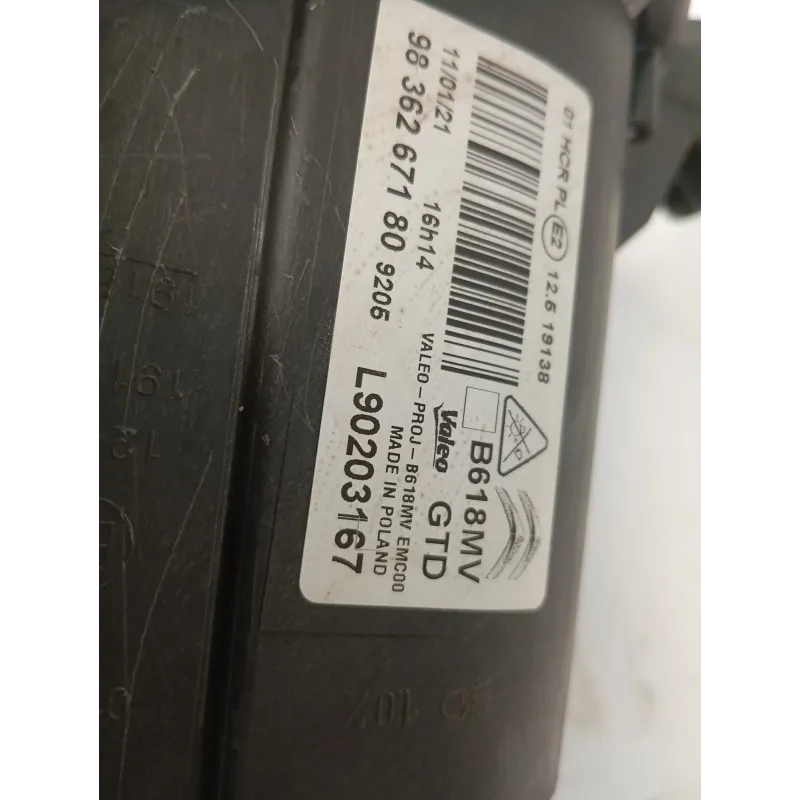 01 HCR PL E2 12.5 19138
B618MV
11/01/21 16h14
Valeo GTD
98 362 671 80 9205
VALEO-PROJ-B618MV EMC00
MADE IN POLAND
L90203167